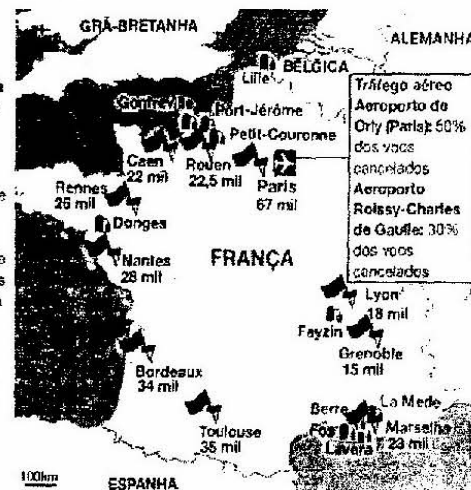 GRÃ-BRETANHA
ALEMANHA
BÉLGICA
Lille
Gonfreville
Port-Jérôme
Petit-Couronne
Caen
22 mil
Rouen
22,5 mil
Paris
67 mil
Tráfego aéreo
Aeroporto de
Orly (Paris): 50%
dos voos
cancelados
Aeroporto
Roissy-Charles
de Gaulle: 30%
dos voos
cancelados
Rennes
25 mil
Donges
Nantes
28 mil
FRANÇA
Lyon
18 mil
Feyzin
Grenoble
15 mil
Bordeaux
34 mil
Toulouse
35 mil
Berre
La Mede
Fos
Lavera
Marselha
23 mil
100km
ESPANHA